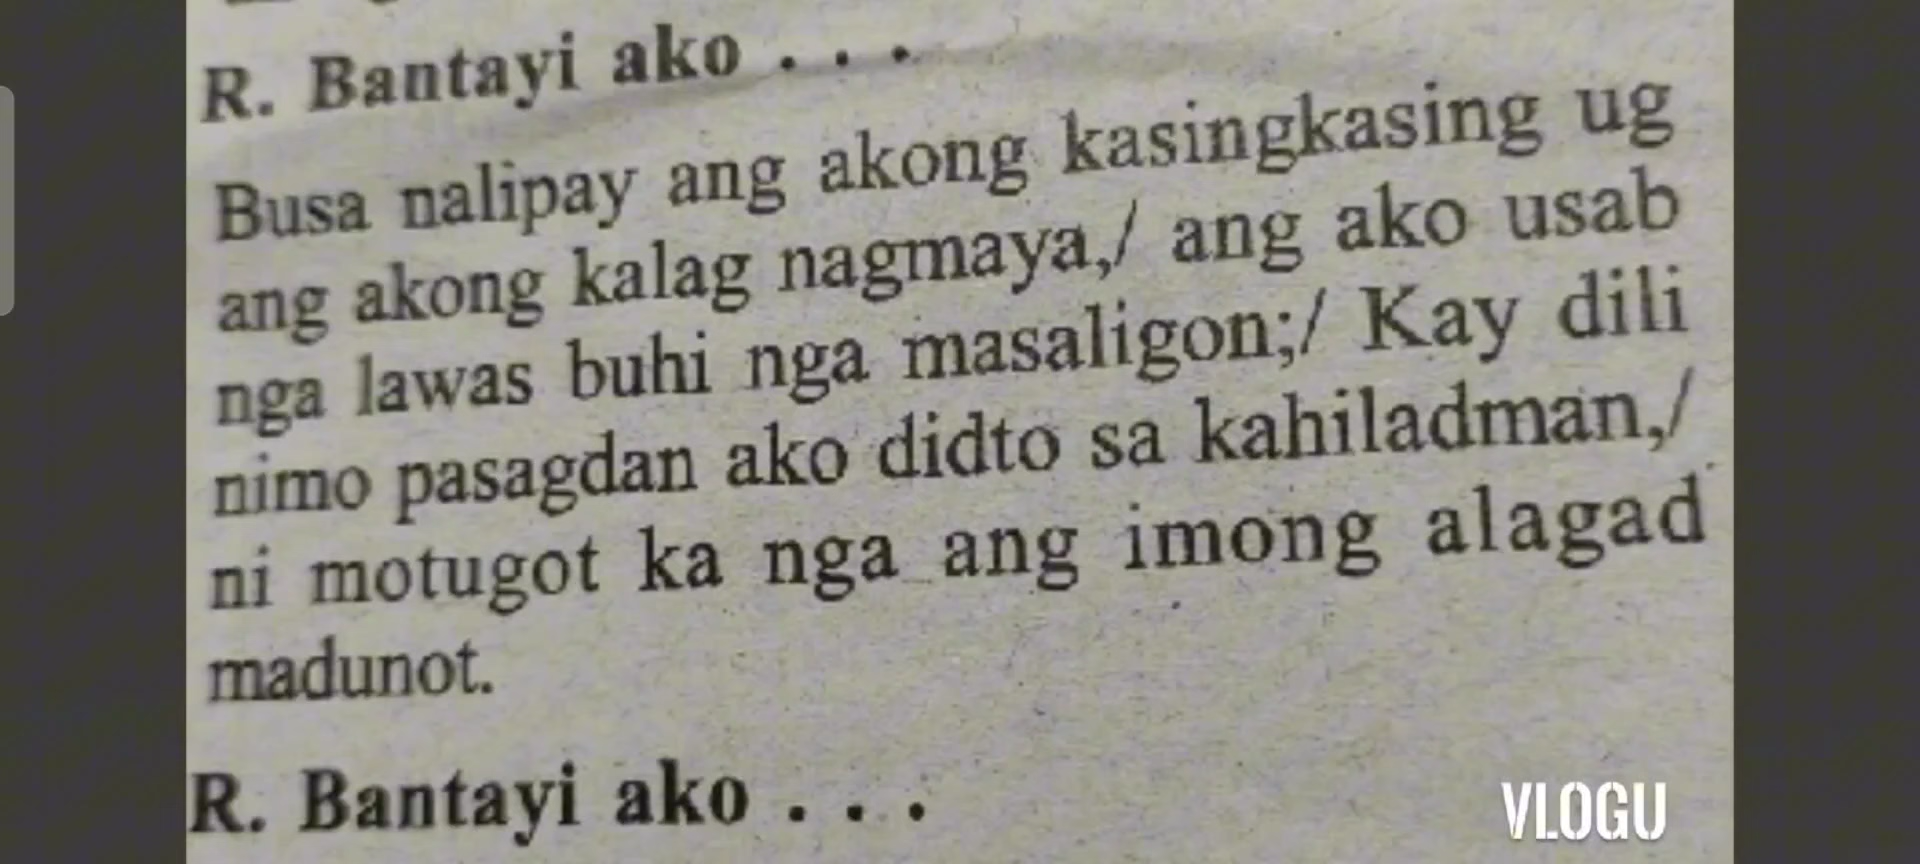 R. Bantayi ako . . .
Busa nalipay ang akong kasingkasing ug
ang akong kalag nagmaya,/ ang ako usab
nga lawas buhi nga masaligon;/ Kay dili
nimo pasagdan ako didto sa kahiladman,/
ni motugot ka nga ang imong alagad
madunot.
R. Bantayi ako . . .
VLOGU